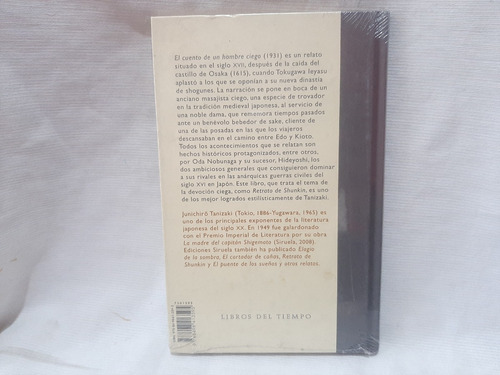 El cuento de un hombre ciego (1931) es un relato
situado en el siglo XVII, después de la caída del
castillo de Osaka (1615), cuando Tokugawa Ieyasu
aplastó a los que se oponían a su nueva dinastía
de shogunes. La narración se pone en boca de un
anciano masajista ciego, una especie de trovador
en la tradición medieval japonesa, al servicio de
una noble dama, que rememora tiempos pasados
ante un benévolo bebedor de sake, cliente de
una de las posadas en las que los viajeros
descansaban en el camino entre Edo y Kioto.
Todos los acontecimientos que se relatan son
hechos históricos protagonizados, entre otros,
por Oda Nobunaga y su sucesor, Hideyoshi, los
dos ambiciosos generales que consiguieron dominar
a sus rivales en las anárquicas guerras civiles del
siglo XVI en Japón. Este libro, que trata el tema de
la devoción ciega, como Retrato de Shunkin, es
uno de los mejor logrados estilísticamente de Tanizaki.
Junichirô Tanizaki (Tokio, 1886-Yugawara, 1965) es
uno de los principales exponentes de la literatura
japonesa del siglo XX. En 1949 fue galardonado
con el Premio Imperial de Literatura por su obra
La madre del capitán Shigemoto (Siruela, 2008).
Ediciones Siruela también ha publicado Elogio
de la sombra, El cortador de cañas, Retrato de
Shunkin y El puente de los sueños y otros relatos.
LIBROS DEL TIEMPO